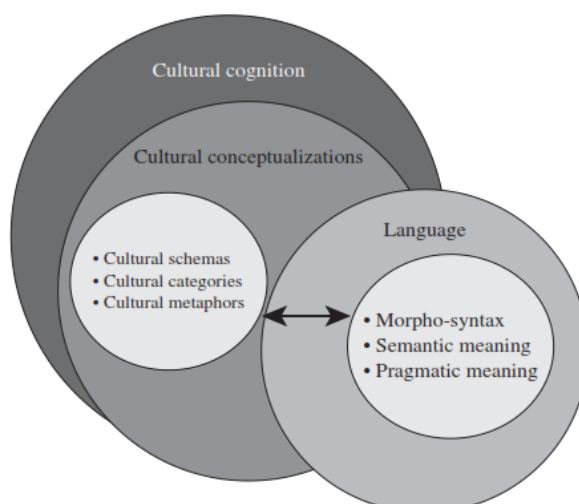 Cultural cognition
Cultural conceptualizations
• Cultural schemas
• Cultural categories
• Cultural metaphors
Language
• Morpho-syntax
• Semantic meaning
• Pragmatic meaning